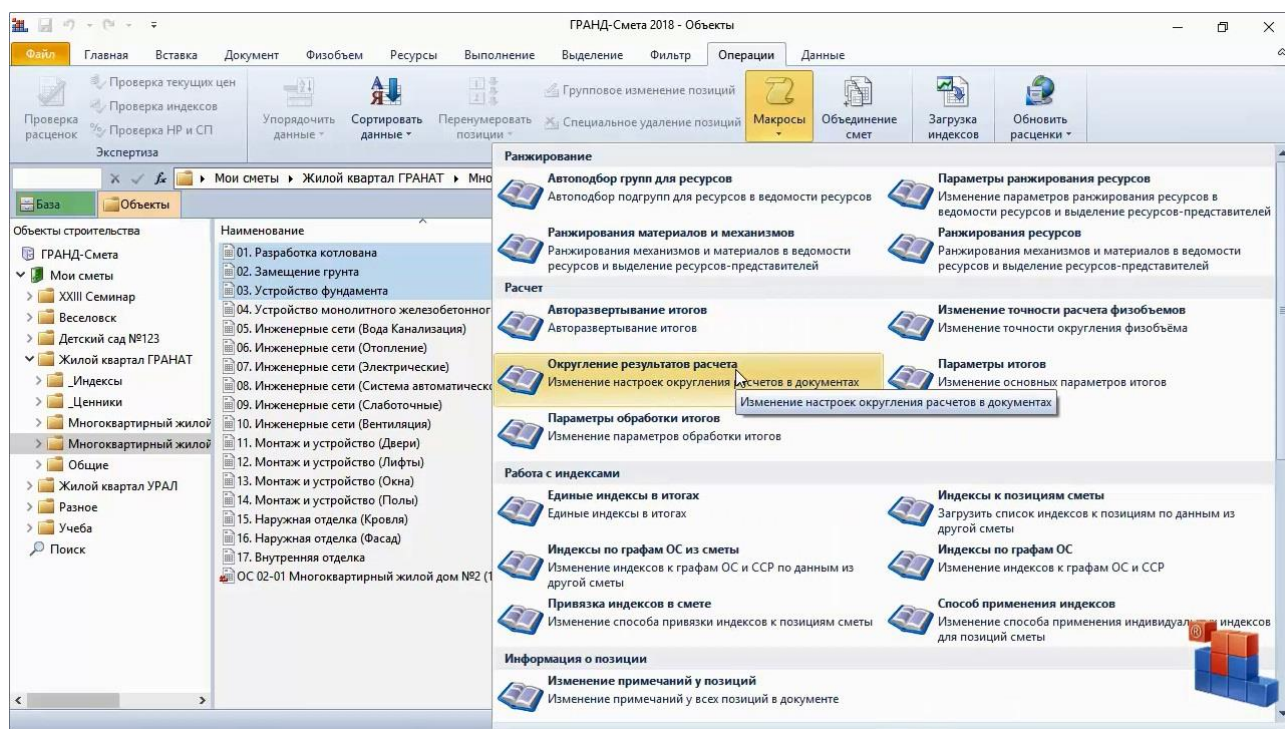 ГРАНД-Смета 2018 - Объекты
Файл Главная Вставка Документ Физобъем Ресурсы Выполнение Выделение Фильтр Операции Данные
Проверка расценок
Проверка текущих цен
Проверка индексов
Проверка НР и СП
Экспертиза
Упорядочить данные
Сортировать данные
Перенумеровать позиции
Групповое изменение позиций
Специальное удаление позиций
Макросы
Объединение смет
Загрузка индексов
Обновить расценки
Мои сметы Жилой квартал ГРАНАТ Мно
База Объекты
Объекты строительства
ГРАНД-Смета
Мои сметы
XXIII Семинар
Веселовск
Детский сад №123
Жилой квартал ГРАНАТ
_Индексы
_Ценники
Многоквартирный жилой
Многоквартирный жилой
Общие
Жилой квартал УРАЛ
Разное
Учеба
Поиск
Наименование
01. Разработка котлована
02. Замещение грунта
03. Устройство фундамента
04. Устройство монолитного железобетонног
05. Инженерные сети (Вода Канализация)
06. Инженерные сети (Отопление)
07. Инженерные сети (Электрические)
08. Инженерные сети (Система автоматическо
09. Инженерные сети (Слаботочные)
10. Инженерные сети (Вентиляция)
11. Монтаж и устройство (Двери)
12. Монтаж и устройство (Лифты)
13. Монтаж и устройство (Окна)
14. Монтаж и устройство (Полы)
15. Наружная отделка (Кровля)
16. Наружная отделка (Фасад)
17. Внутренняя отделка
ОС 02-01 Многоквартирный жилой дом №2 (1
Ранжирование
Автоподбор групп для ресурсов
Автоподбор подгрупп для ресурсов в ведомости ресурсов
Параметры ранжирования ресурсов
Изменение параметров ранжирования ресурсов в
ведомости ресурсов и выделение ресурсов-представителей
Ранжирования материалов и механизмов
Ранжирования механизмов и материалов в ведомости
ресурсов и выделение ресурсов-представителей
Ранжирования ресурсов
Ранжирования механизмов и материалов в ведомости
ресурсов и выделение ресурсов-представителей
Расчет
Авторазвертывание итогов
Авторазвертывание итогов
Изменение точности расчета физобъемов
Изменение точности округления физобъёма
Округление результатов расчета
Изменение настроек округления расчетов в документах
Параметры итогов
Изменение основных параметров итогов
Изменение настроек округления расчетов в документах
Параметры обработки итогов
Изменение параметров обработки итогов
Работа с индексами
Единые индексы в итогах
Единые индексы в итогах
Индексы к позициям сметы
Загрузить список индексов к позициям по данным из
другой сметы
Индексы по графам ОС из сметы
Изменение индексов к графам ОС и ССР по данным из
другой сметы
Индексы по графам ОС
Изменение индексов к графам ОС и ССР
Привязка индексов в смете
Изменение способа привязки индексов к позициям сметы
Способ применения индексов
Изменение способа применения индексов
для позиций сметы
Информация о позиции
Изменение примечаний у позиций
Изменение примечаний у всех позиций в документе